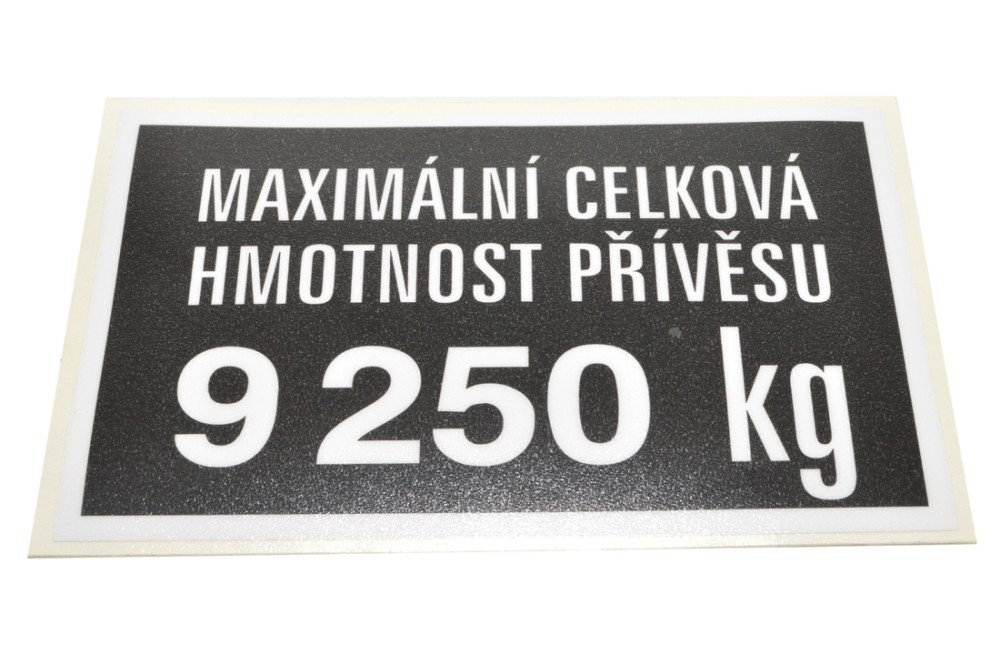 MAXIMÁLNÍ CELKOVÁ
HMOTNOST PŘÍVĚSU
9 250 kg